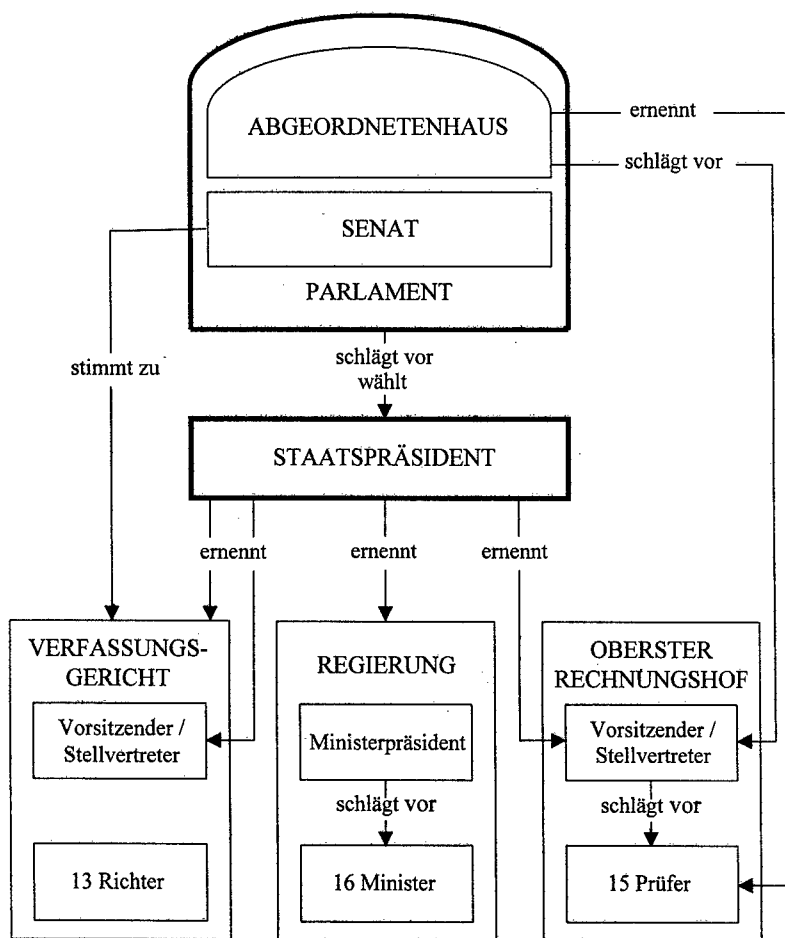 ABGEORDNETENHAUS
ernennt
schlägt vor
SENAT
PARLAMENT
stimmt zu
schlägt vor
wählt
STAATSPRÄSIDENT
ernennt
ernennt
ernennt
VERFASSUNGS-
GERICHT
Vorsitzender /
Stellvertreter
13 Richter
REGIERUNG
Ministerpräsident
schlägt vor
16 Minister
OBERSTER
RECHNUNGSHOF
Vorsitzender /
Stellvertreter
schlägt vor
15 Prüfer